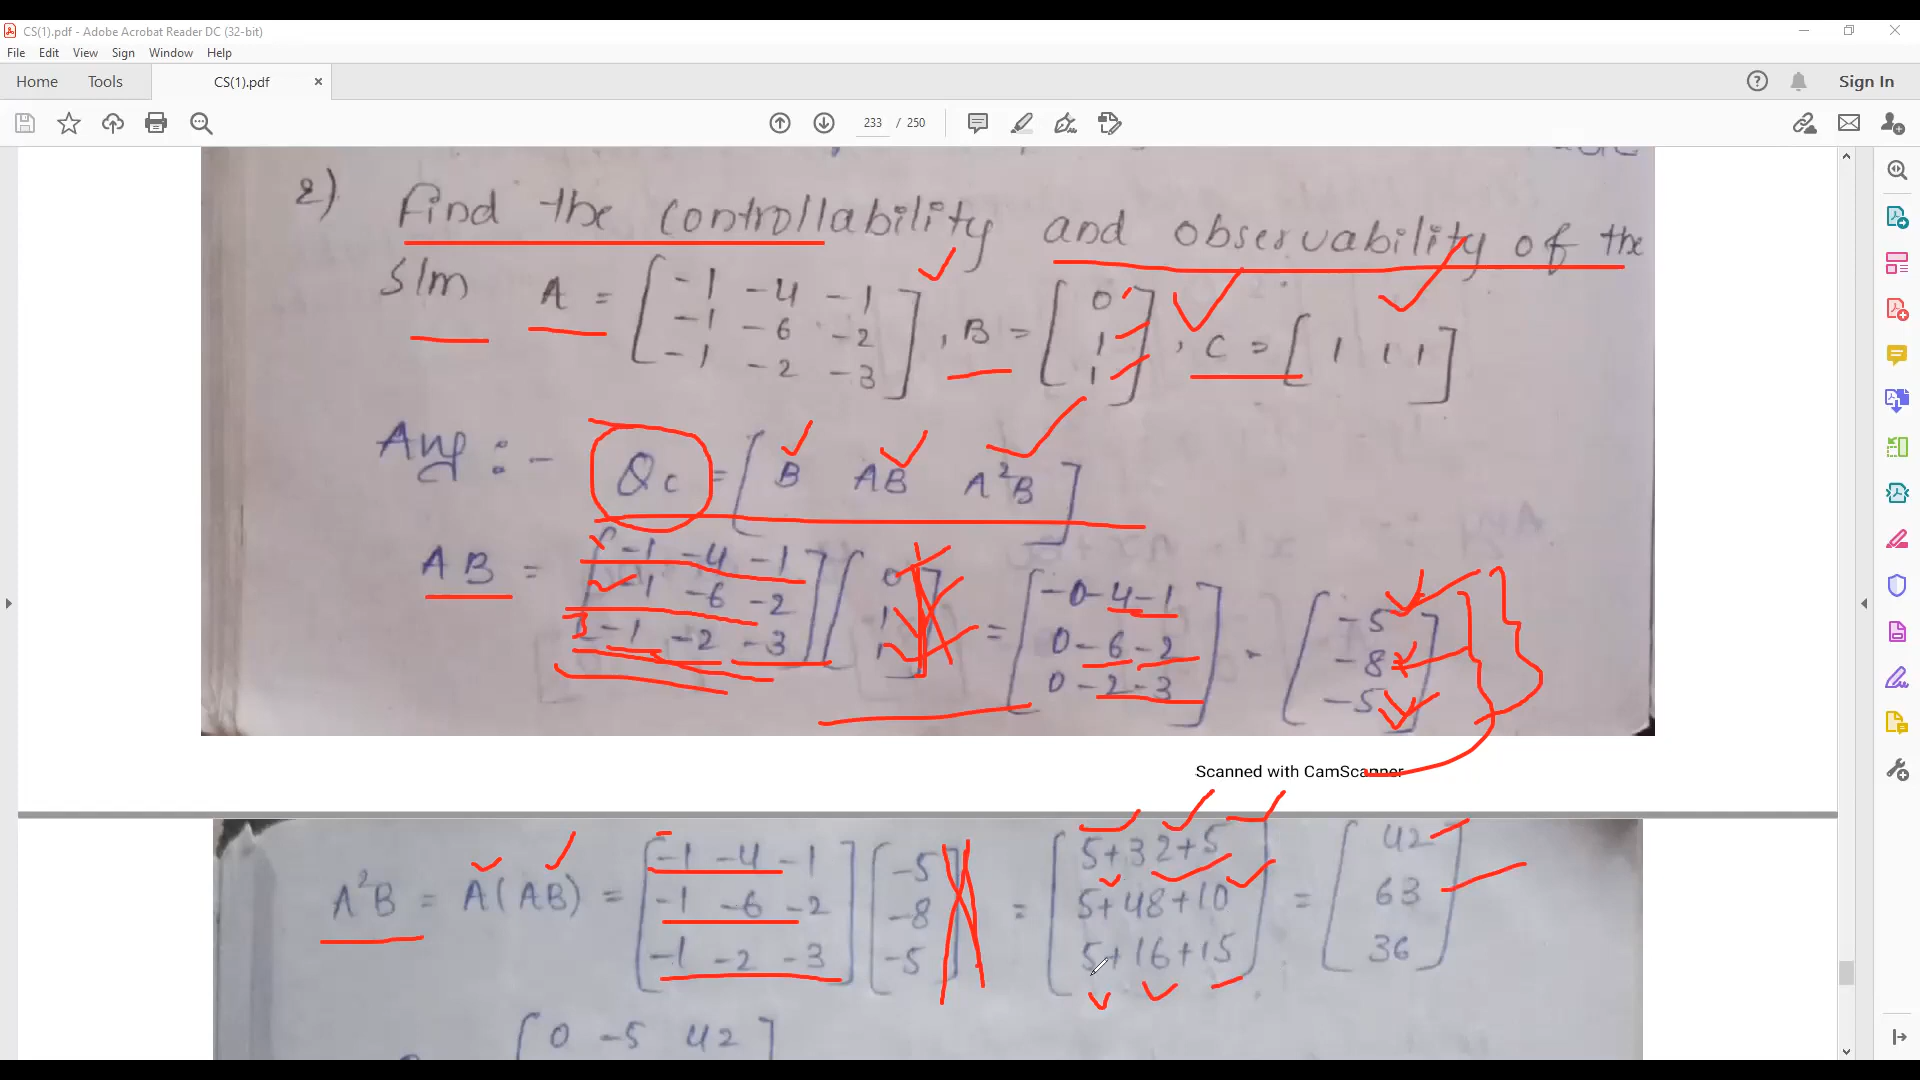 CS(1).pdf - Adobe Acrobat Reader DC (32-bit)
File Edit View Sign Window Help
Home Tools CS(1).pdf × Sign In
233 / 250
2) Find the controllability and observability of the
S/m A = [ -1 -4 -1 , B = [ 0 , C = [ 1 1 1 ]
-1 -6 -2 1
-1 -2 -3 ] 1 ]
Ans :- Qc = [ B AB A²B ]
AB = [ -1 -4 -1 ] [ 0 ] = [ -0-4-1 ] = [ -5 ]
-1 -6 -2 1 0-6-2 -8
-1 -2 -3 1 0-2-3 -5
Scanned with CamScanner
A²B = A(AB) = [ -1 -4 -1 ] [ -5 ] = [ 5+32+5 ] = [ 42 ]
-1 -6 -2 -8 5+48+10 63
-1 -2 -3 -5 5+16+15 36
[ 0 -5 42 ]